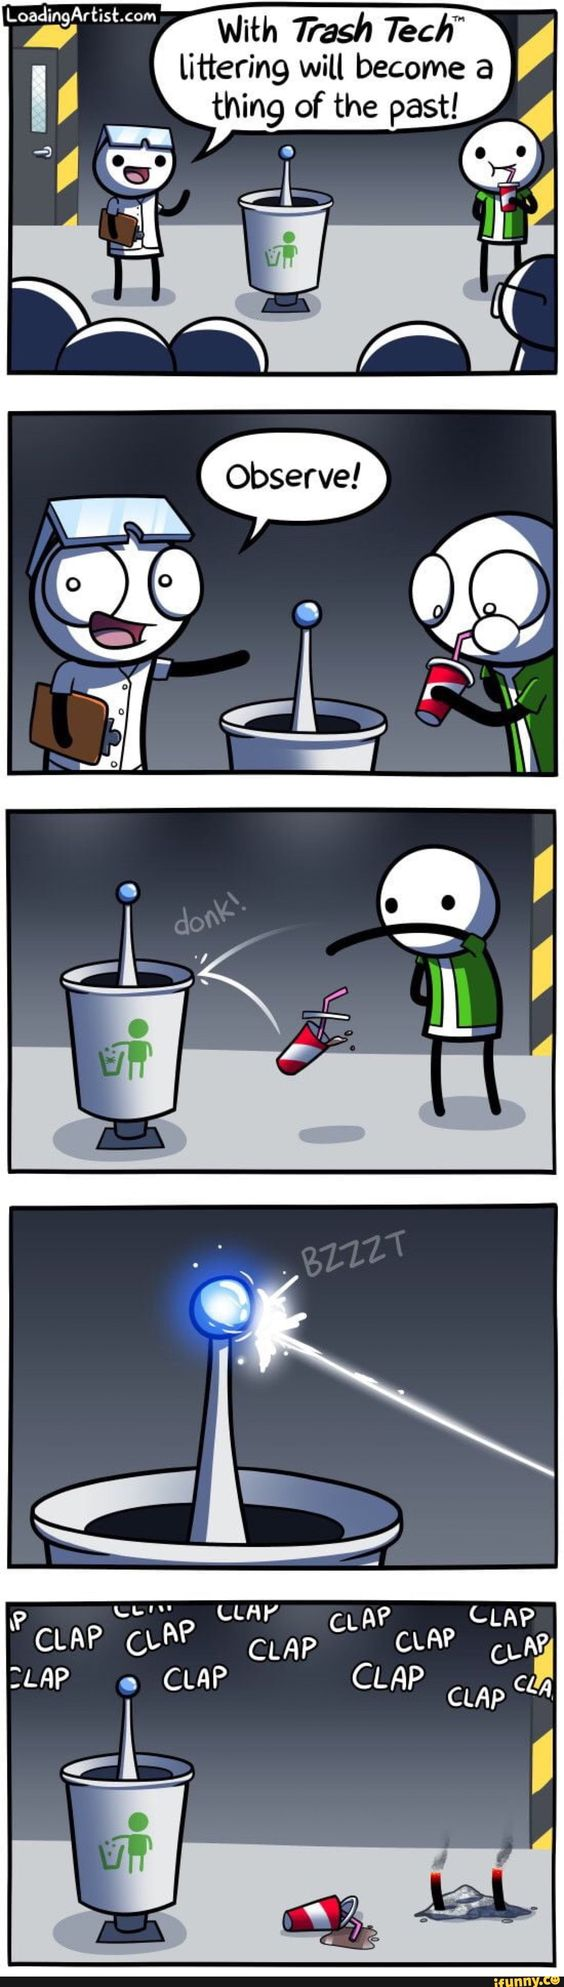 LoadingArtist.com
With Trash Tech™
littering will become a
thing of the past!
Observe!
donk!
BZZZT
CLAP CLAP CLAP
CLAP CLAP CLAP CLAP CLAP
CLAP CLAP CLAP
CLAP
ifunny.co